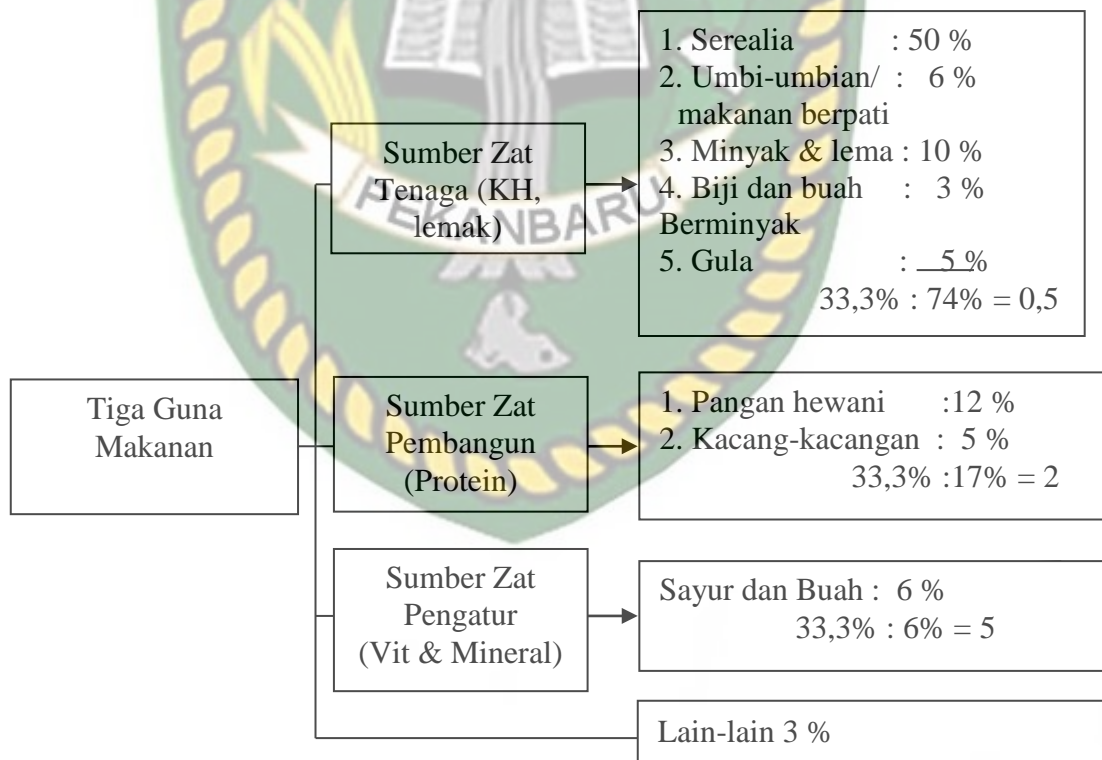 1. Serealia : 50 %
2. Umbi-umbian/ : 6 %
makanan berpati
3. Minyak & lema : 10 %
4. Biji dan buah : 3 %
Berminyak
5. Gula : 5 %
33,3% : 74% = 0,5
Sumber Zat
Tenaga (KH,
lemak)
PEKANBARU
Tiga Guna
Makanan
Sumber Zat
Pembangun
(Protein)
1. Pangan hewani :12 %
2. Kacang-kacangan : 5 %
33,3% :17% = 2
Sumber Zat
Pengatur
(Vit & Mineral)
Sayur dan Buah : 6 %
33,3% : 6% = 5
Lain-lain 3 %